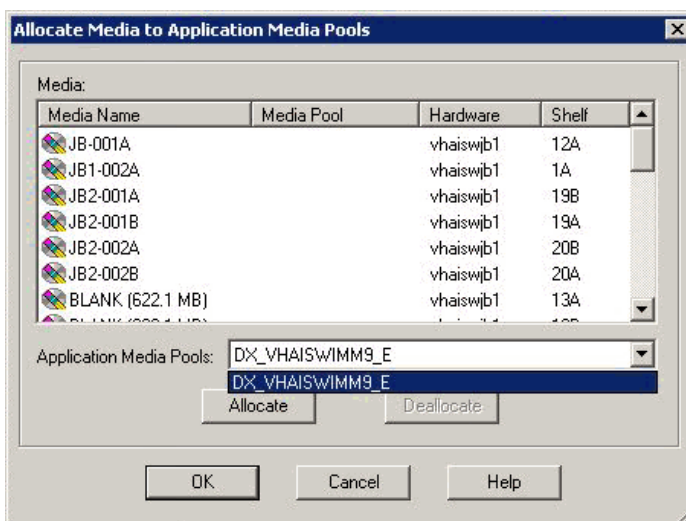 Allocate Media to Application Media Pools
Media:
Media Name Media Pool Hardware Shelf
JB-001A vhaiswjb1 12A
JB1-002A vhaiswjb1 1A
JB2-001A vhaiswjb1 19B
JB2-001B vhaiswjb1 19A
JB2-002A vhaiswjb1 20B
JB2-002B vhaiswjb1 20A
BLANK (622.1 MB) vhaiswjb1 13A
Application Media Pools: DX_VHAISWIMM9_E
DX_VHAISWIMM9_E
Allocate Deallocate
OK Cancel Help